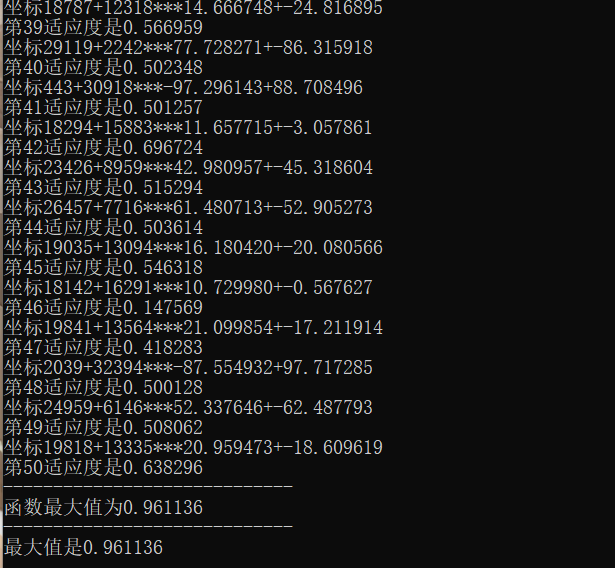 坐标18787+12318***14.666748+-24.816895
第39适应度是0.566959
坐标29119+2242***77.728271+-86.315918
第40适应度是0.502348
坐标443+30918***-97.296143+88.708496
第41适应度是0.501257
坐标18294+15883***11.657715+-3.057861
第42适应度是0.696724
坐标23426+8959***42.980957+-45.318604
第43适应度是0.515294
坐标26457+7716***61.480713+-52.905273
第44适应度是0.503614
坐标19035+13094***16.180420+-20.080566
第45适应度是0.546318
坐标18142+16291***10.729980+-0.567627
第46适应度是0.147569
坐标19841+13564***21.099854+-17.211914
第47适应度是0.418283
坐标2039+32394***-87.554932+97.717285
第48适应度是0.500128
坐标24959+6146***52.337646+-62.487793
第49适应度是0.508062
坐标19818+13335***20.959473+-18.609619
第50适应度是0.638296
-----------------------------
函数最大值为0.961136
-----------------------------
最大值是0.961136